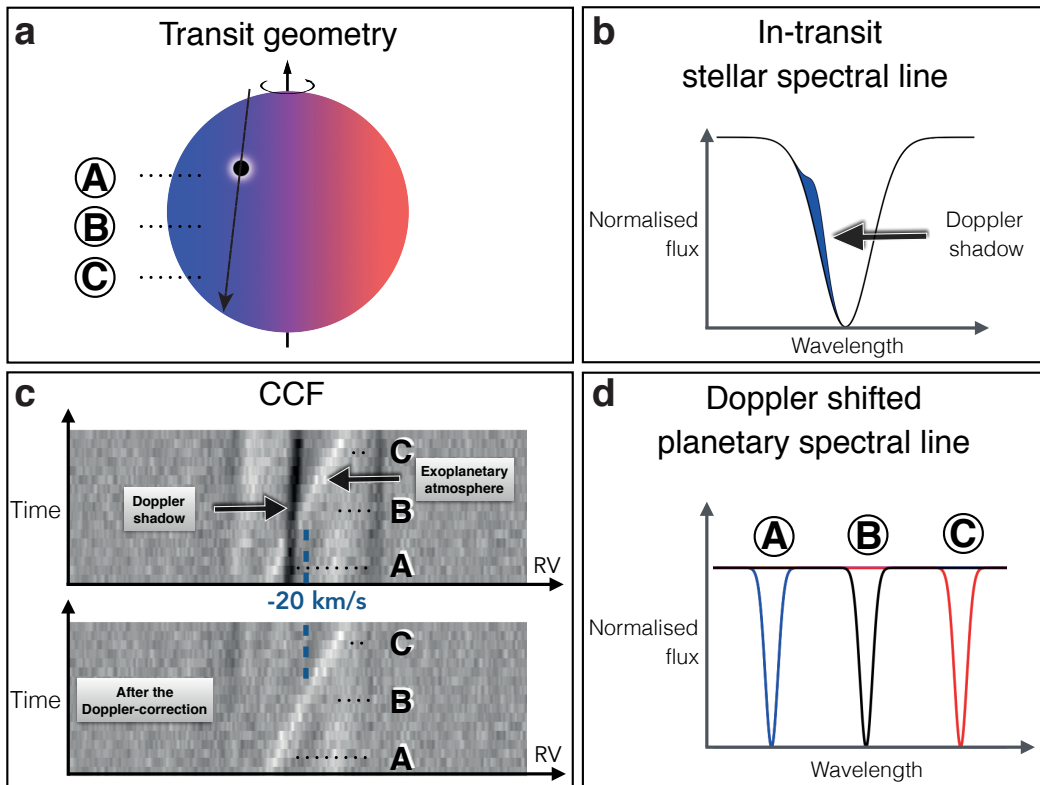 a
Transit geometry
A
B
C
b
In-transit
stellar spectral line
Normalised
flux
Doppler
shadow
Wavelength
c
CCF
Time
Doppler
shadow
Exoplanetary
atmosphere
C
B
A
RV
-20 km/s
Time
After the
Doppler-correction
C
B
A
RV
d
Doppler shifted
planetary spectral line
A
B
C
Normalised
flux
Wavelength